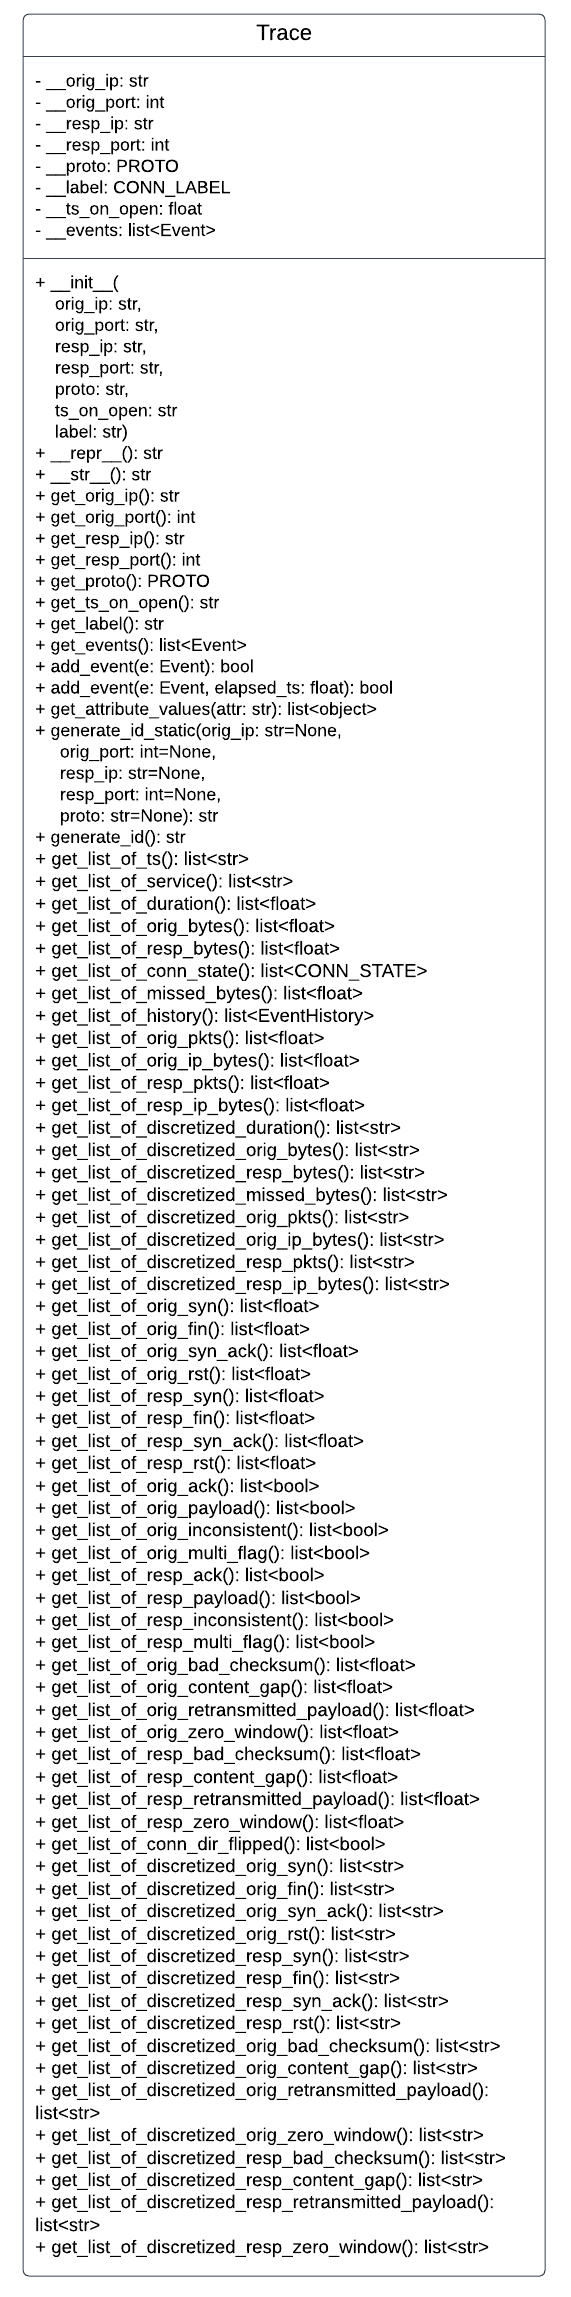 Trace
- __orig_ip: str
- __orig_port: int
- __resp_ip: str
- __resp_port: int
- __proto: PROTO
- __label: CONN_LABEL
- __ts_on_open: float
- __events: list<Event>
+ __init__(
orig_ip: str,
orig_port: str,
resp_ip: str,
resp_port: str,
proto: str,
ts_on_open: str
label: str)
+ __repr__(): str
+ __str__(): str
+ get_orig_ip(): str
+ get_orig_port(): int
+ get_resp_ip(): str
+ get_resp_port(): int
+ get_proto(): PROTO
+ get_ts_on_open(): str
+ get_label(): str
+ get_events(): list<Event>
+ add_event(e: Event): bool
+ add_event(e: Event, elapsed_ts: float): bool
+ get_attribute_values(attr: str): list<object>
+ generate_id_static(orig_ip: str=None,
orig_port: int=None,
resp_ip: str=None,
resp_port: int=None,
proto: str=None): str
+ generate_id(): str
+ get_list_of_ts(): list<str>
+ get_list_of_service(): list<str>
+ get_list_of_duration(): list<float>
+ get_list_of_orig_bytes(): list<float>
+ get_list_of_resp_bytes(): list<float>
+ get_list_of_conn_state(): list<CONN_STATE>
+ get_list_of_missed_bytes(): list<float>
+ get_list_of_history(): list<EventHistory>
+ get_list_of_orig_pkts(): list<float>
+ get_list_of_orig_ip_bytes(): list<float>
+ get_list_of_resp_pkts(): list<float>
+ get_list_of_resp_ip_bytes(): list<float>
+ get_list_of_discretized_duration(): list<str>
+ get_list_of_discretized_orig_bytes(): list<str>
+ get_list_of_discretized_resp_bytes(): list<str>
+ get_list_of_discretized_missed_bytes(): list<str>
+ get_list_of_discretized_orig_pkts(): list<str>
+ get_list_of_discretized_orig_ip_bytes(): list<str>
+ get_list_of_discretized_resp_pkts(): list<str>
+ get_list_of_discretized_resp_ip_bytes(): list<str>
+ get_list_of_orig_syn(): list<float>
+ get_list_of_orig_fin(): list<float>
+ get_list_of_orig_syn_ack(): list<float>
+ get_list_of_orig_rst(): list<float>
+ get_list_of_resp_syn(): list<float>
+ get_list_of_resp_fin(): list<float>
+ get_list_of_resp_syn_ack(): list<float>
+ get_list_of_resp_rst(): list<float>
+ get_list_of_orig_ack(): list<bool>
+ get_list_of_orig_payload(): list<bool>
+ get_list_of_orig_inconsistent(): list<bool>
+ get_list_of_orig_multi_flag(): list<bool>
+ get_list_of_resp_ack(): list<bool>
+ get_list_of_resp_payload(): list<bool>
+ get_list_of_resp_inconsistent(): list<bool>
+ get_list_of_resp_multi_flag(): list<bool>
+ get_list_of_orig_bad_checksum(): list<float>
+ get_list_of_orig_content_gap(): list<float>
+ get_list_of_orig_retransmitted_payload(): list<float>
+ get_list_of_orig_zero_window(): list<float>
+ get_list_of_resp_bad_checksum(): list<float>
+ get_list_of_resp_content_gap(): list<float>
+ get_list_of_resp_retransmitted_payload(): list<float>
+ get_list_of_resp_zero_window(): list<float>
+ get_list_of_conn_dir_flipped(): list<bool>
+ get_list_of_discretized_orig_syn(): list<str>
+ get_list_of_discretized_orig_fin(): list<str>
+ get_list_of_discretized_orig_syn_ack(): list<str>
+ get_list_of_discretized_orig_rst(): list<str>
+ get_list_of_discretized_resp_syn(): list<str>
+ get_list_of_discretized_resp_fin(): list<str>
+ get_list_of_discretized_resp_syn_ack(): list<str>
+ get_list_of_discretized_resp_rst(): list<str>
+ get_list_of_discretized_orig_bad_checksum(): list<str>
+ get_list_of_discretized_orig_content_gap(): list<str>
+ get_list_of_discretized_orig_retransmitted_payload():
list<str>
+ get_list_of_discretized_orig_zero_window(): list<str>
+ get_list_of_discretized_resp_bad_checksum(): list<str>
+ get_list_of_discretized_resp_content_gap(): list<str>
+ get_list_of_discretized_resp_retransmitted_payload():
list<str>
+ get_list_of_discretized_resp_zero_window(): list<str>